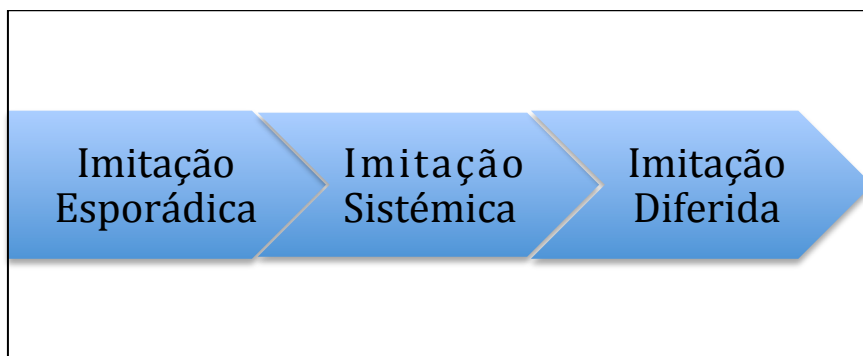 Imitação
Esporádica
Imitação
Sistémica
Imitação
Diferida